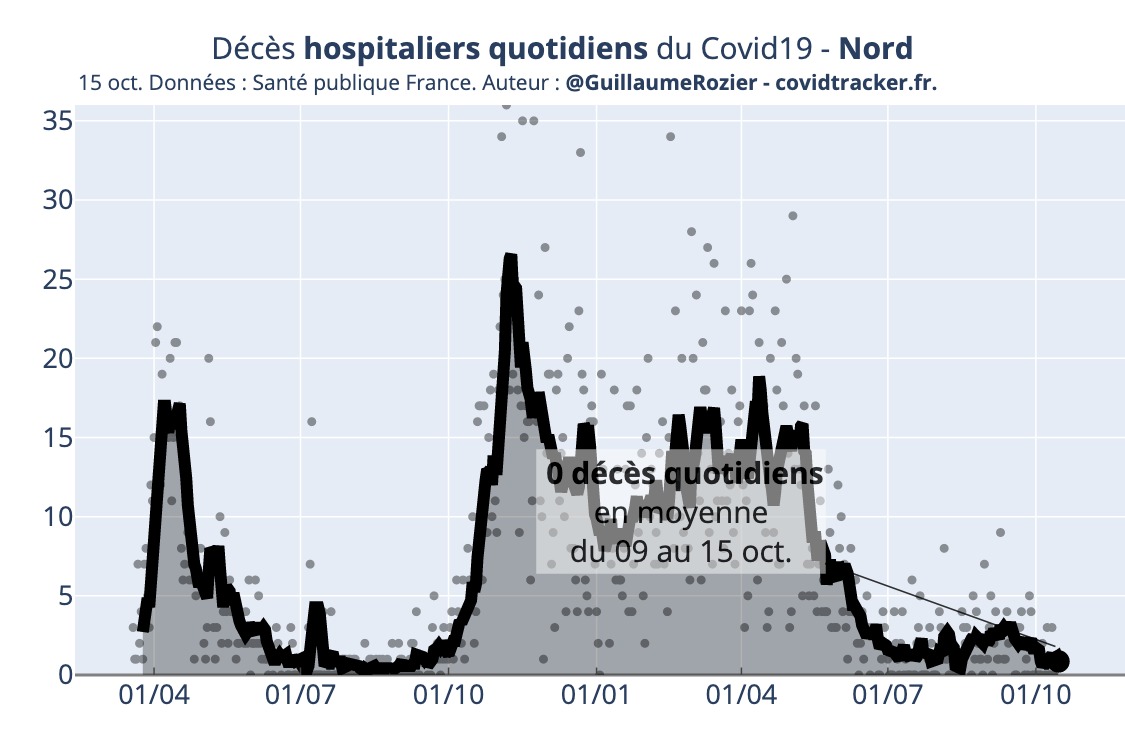 Décès hospitaliers quotidiens du Covid19 - Nord
15 oct. Données : Santé publique France. Auteur : @GuillaumeRozier - covidtracker.fr.
35
30
25
20
15
10
5
0
0 décès quotidiens
en moyenne
du 09 au 15 oct.
01/04 01/07 01/10 01/01 01/04 01/07 01/10